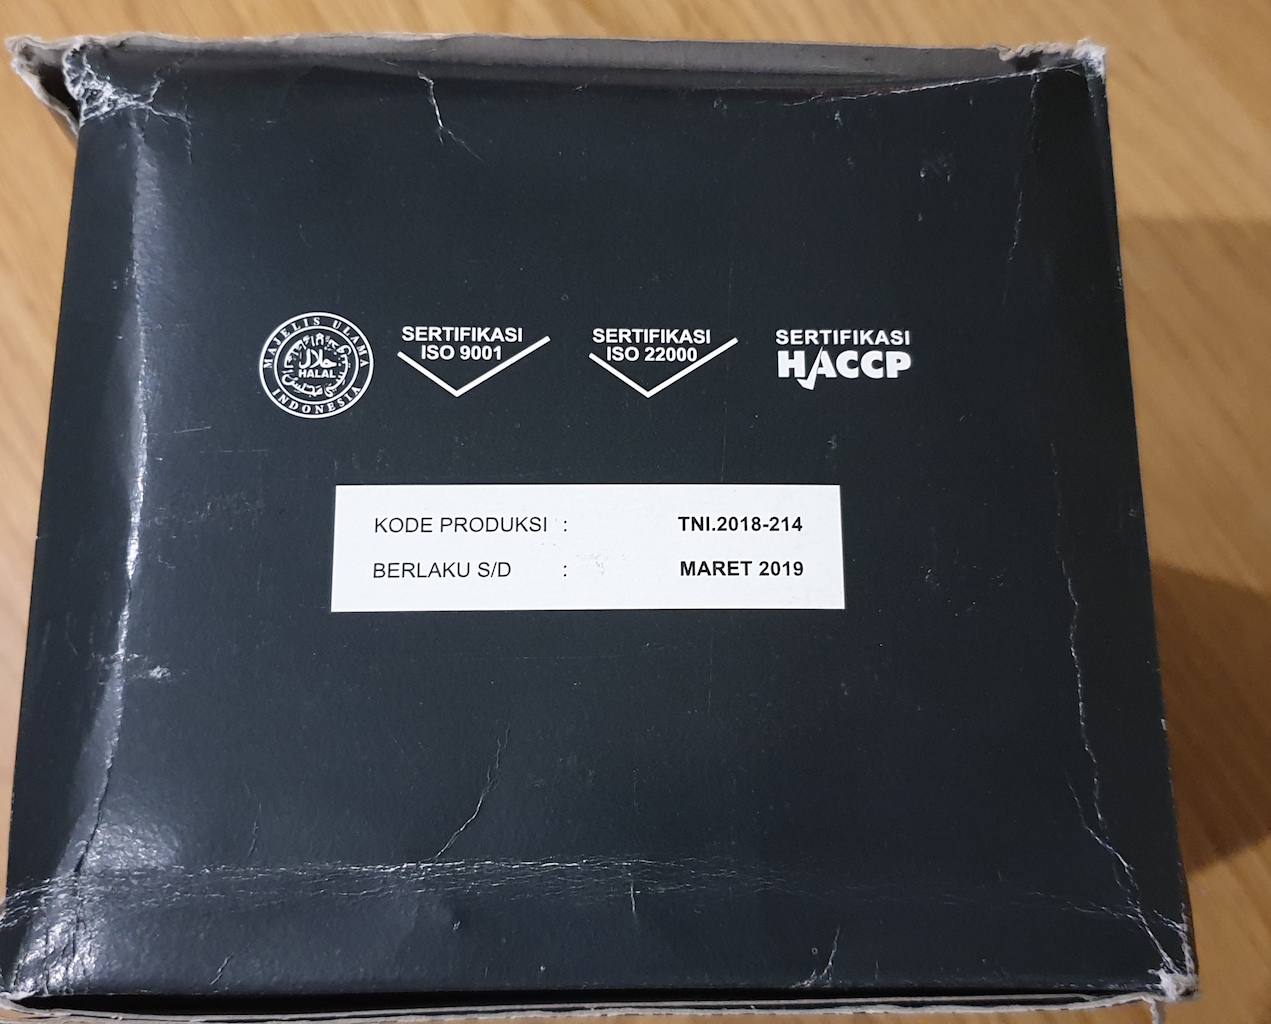 MAJELIS ULAMA
حلال
HALAL
INDONESIA
SERTIFIKASI
ISO 9001
SERTIFIKASI
ISO 22000
SERTIFIKASI
HACCP
KODE PRODUKSI : TNI.2018-214
BERLAKU S/D : MARET 2019